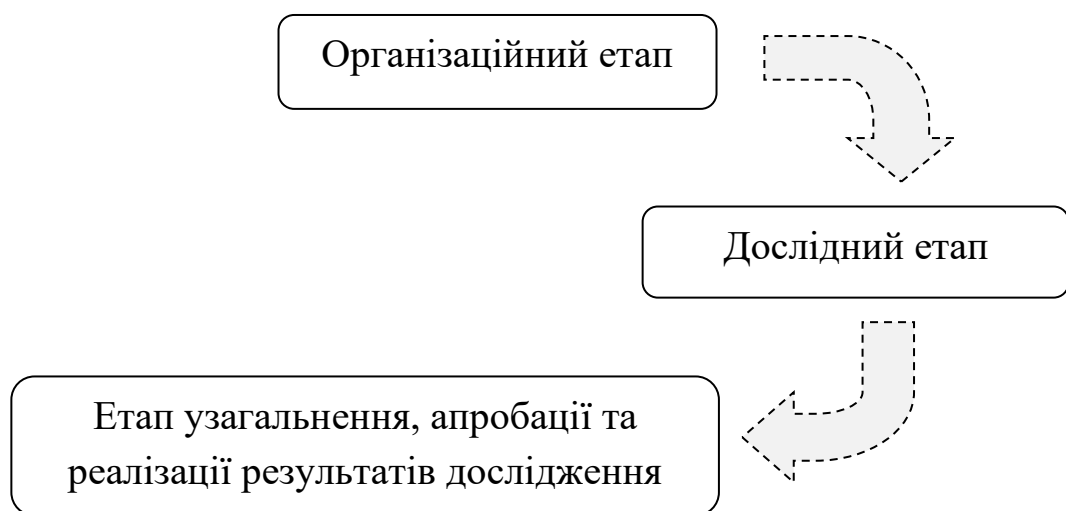 Організаційний етап
Дослідний етап
Етап узагальнення, апробації та
реалізації результатів дослідження